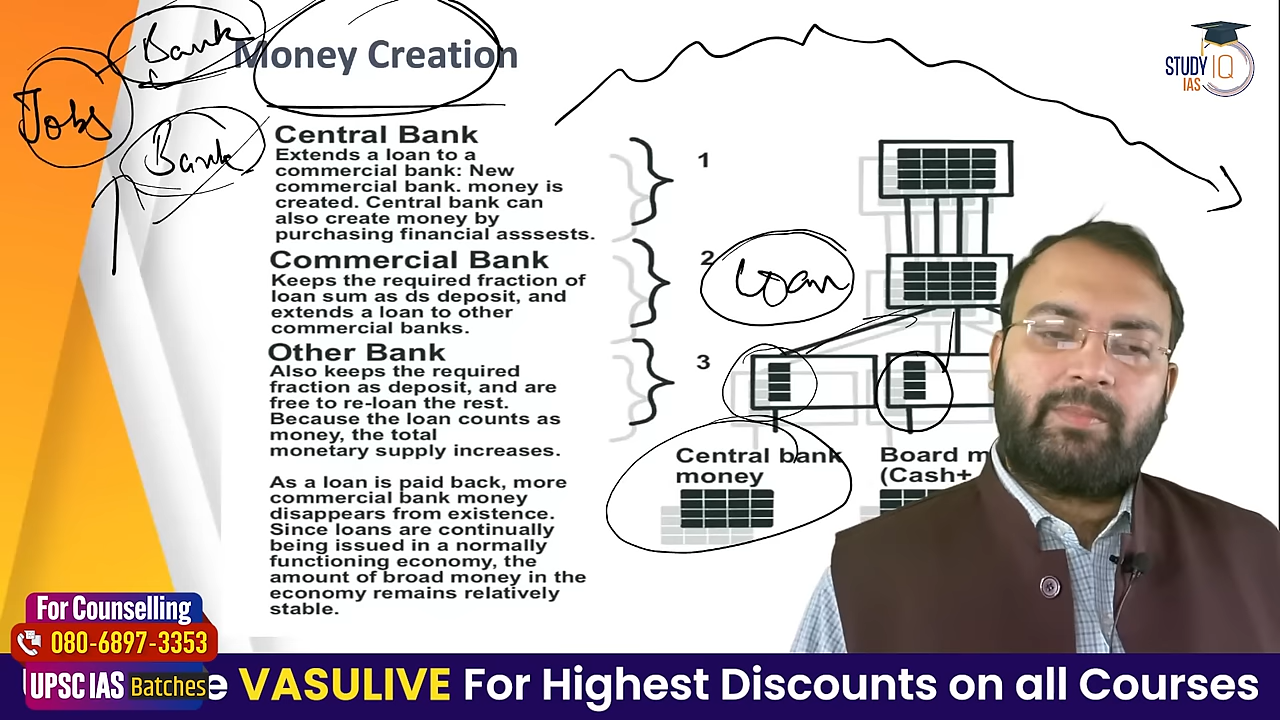 Bank
Money Creation
Jobs
Bank
STUDY IQ
IAS
Central Bank
Extends a loan to a
commercial bank: New
commercial bank. money is
created. Central bank can
also create money by
purchasing financial asssests.
Commercial Bank
Keeps the required fraction of
loan sum as ds deposit, and
extends a loan to other
commercial banks.
Other Bank
Also keeps the required
fraction as deposit, and are
free to re-loan the rest.
Because the loan counts as
money, the total
monetary supply increases.
As a loan is paid back, more
commercial bank money
disappears from existence.
Since loans are continually
being issued in a normally
functioning economy, the
amount of broad money in the
economy remains relatively
stable.
1
2
Loan
3
Central bank
money
Board m
(Cash+
For Counselling
080-6897-3353
UPSC IAS Batches
e VASULIVE For Highest Discounts on all Courses